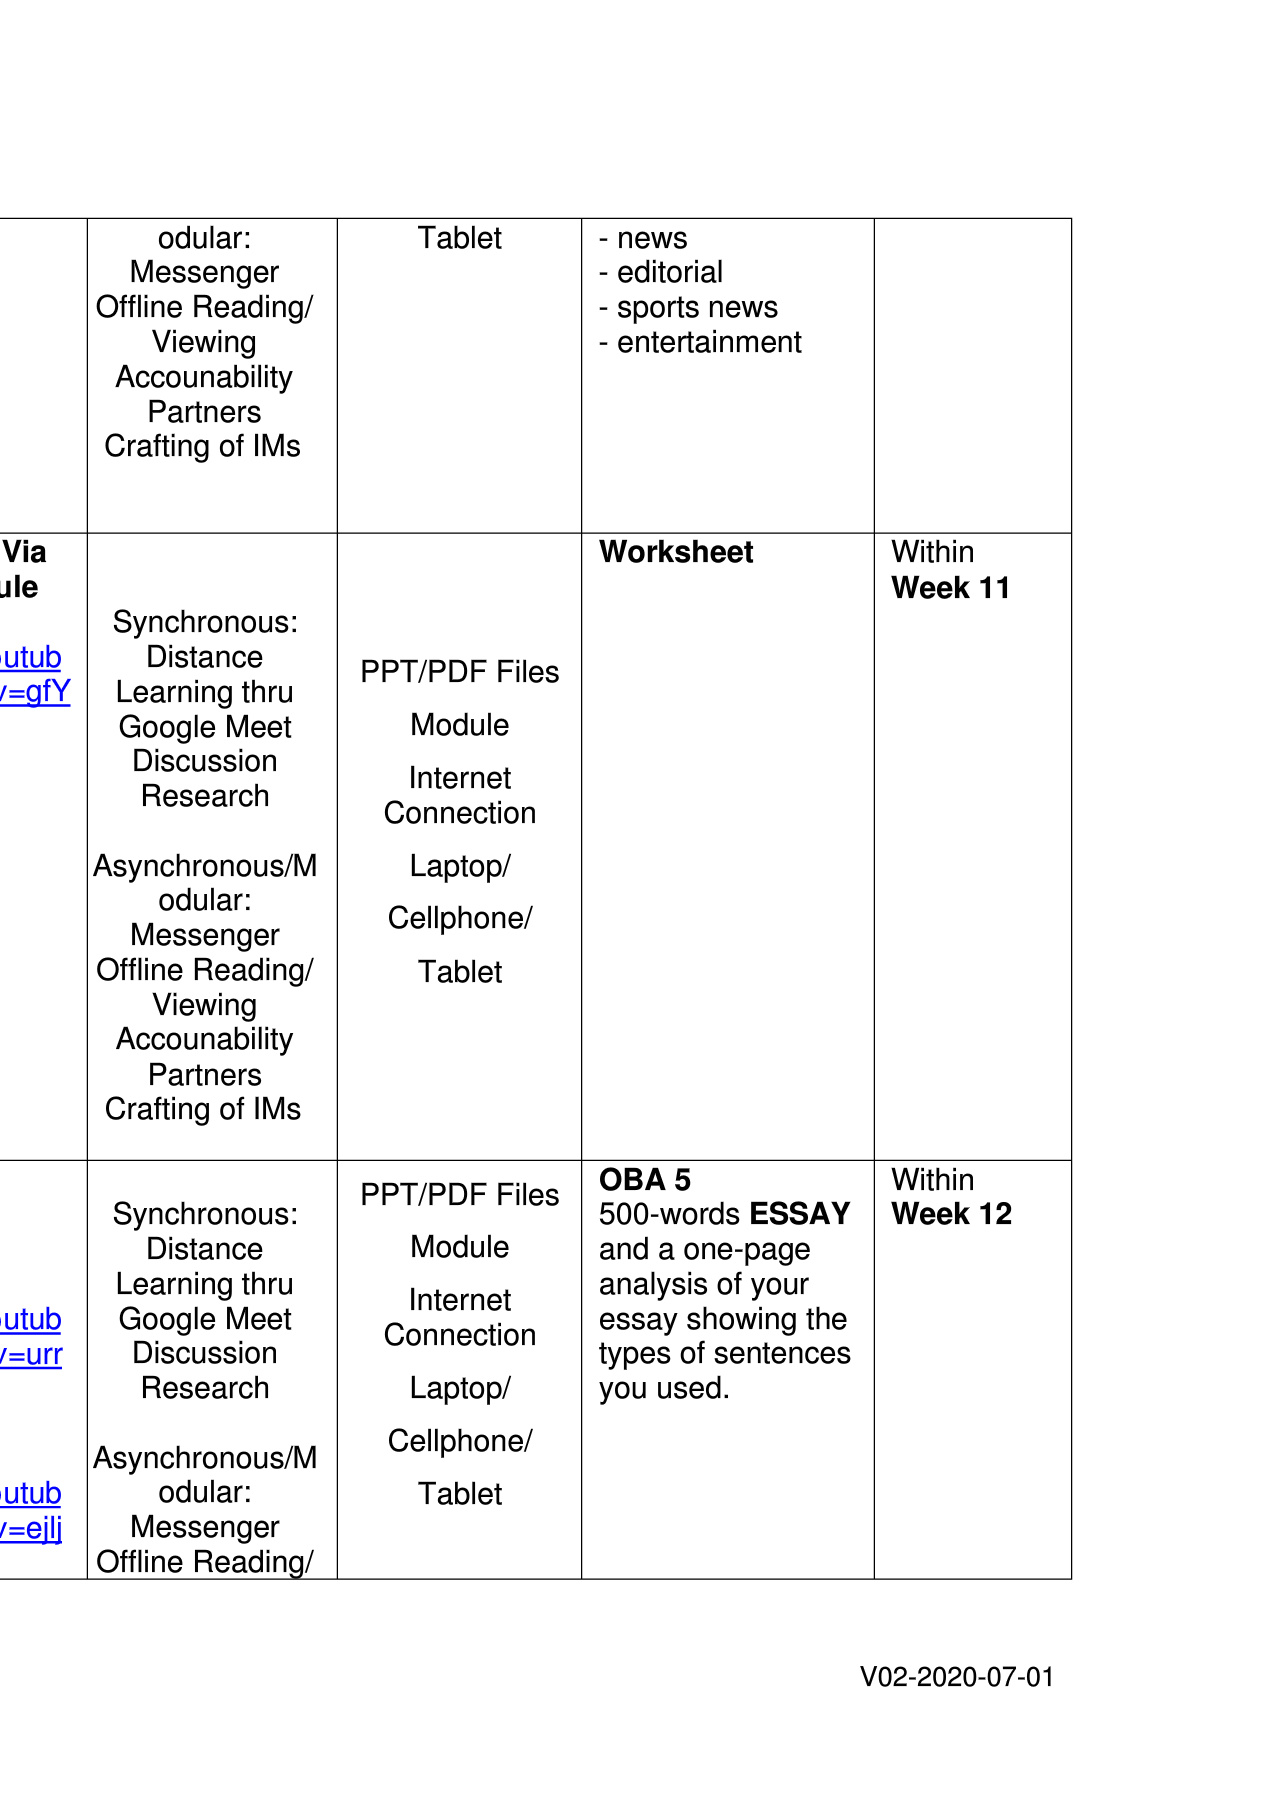 odular:
Messenger
Offline Reading/
Viewing
Accounability
Partners
Crafting of IMs
Tablet
- news
- editorial
- sports news
- entertainment
Via
ule
outub
v=gfY
Synchronous:
Distance
Learning thru
Google Meet
Discussion
Research
Asynchronous/M
odular:
Messenger
Offline Reading/
Viewing
Accounability
Partners
Crafting of IMs
PPT/PDF Files
Module
Internet
Connection
Laptop/
Cellphone/
Tablet
Worksheet
Within
Week 11
outub
v=urr
outub
v=ejlj
Synchronous:
Distance
Learning thru
Google Meet
Discussion
Research
Asynchronous/M
odular:
Messenger
Offline Reading/
PPT/PDF Files
Module
Internet
Connection
Laptop/
Cellphone/
Tablet
OBA 5
500-words ESSAY
and a one-page
analysis of your
essay showing the
types of sentences
you used.
Within
Week 12
V02-2020-07-01